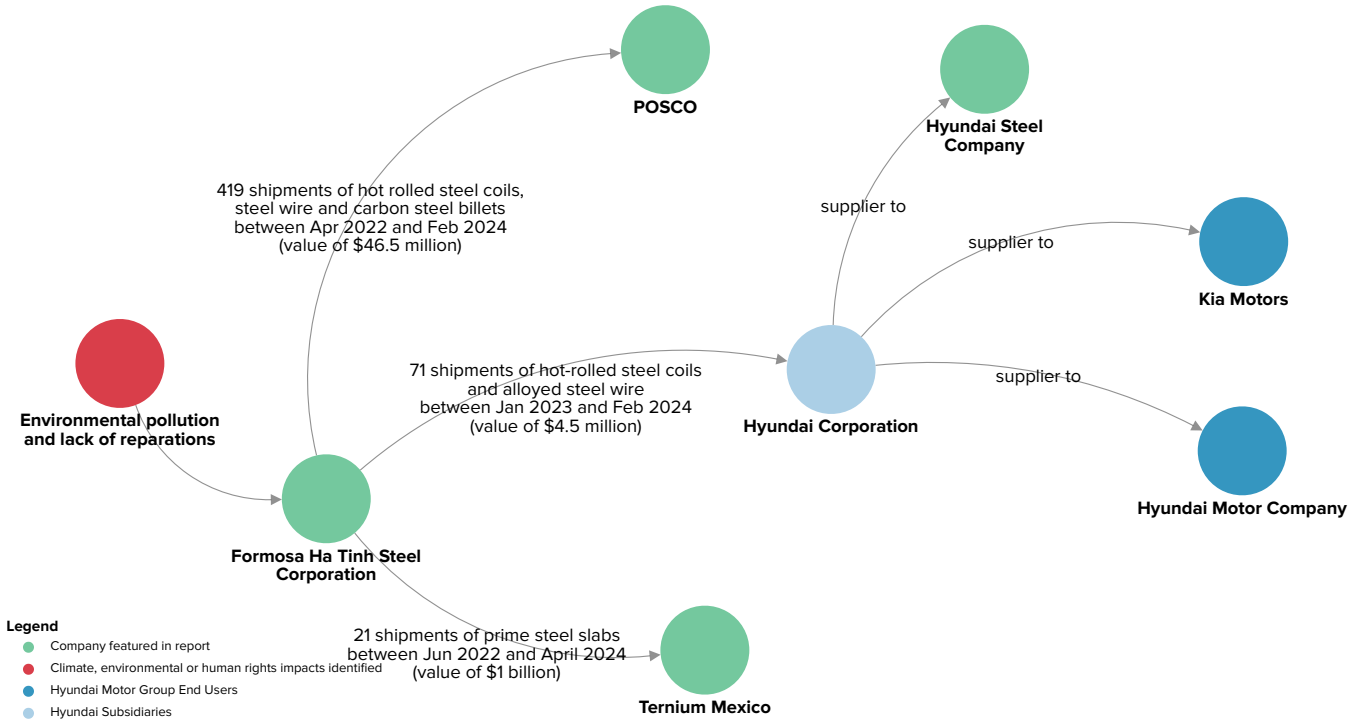 POSCO
Hyundai Steel
Company
419 shipments of hot rolled steel coils,
steel wire and carbon steel billets
between Apr 2022 and Feb 2024
(value of $46.5 million)
supplier to
supplier to
Kia Motors
Environmental pollution
and lack of reparations
71 shipments of hot-rolled steel coils
and alloyed steel wire
between Jan 2023 and Feb 2024
(value of $4.5 million)
Hyundai Corporation
supplier to
Hyundai Motor Company
Formosa Ha Tinh Steel
Corporation
21 shipments of prime steel slabs
between Jun 2022 and April 2024
(value of $1 billion)
Ternium Mexico
Legend
Company featured in report
Climate, environmental or human rights impacts identified
Hyundai Motor Group End Users
Hyundai Subsidiaries